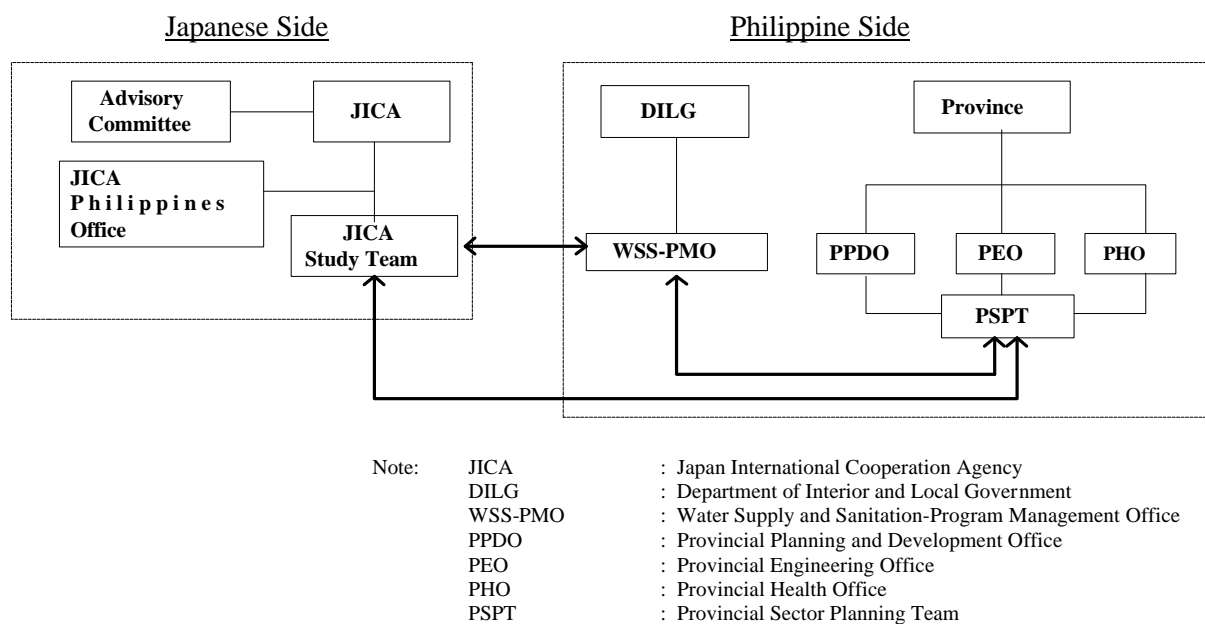 Japanese Side
Philippine Side
Advisory
Committee
JICA
JICA
Philippines
Office
JICA
Study Team
DILG
WSS-PMO
Province
PPDO
PEO
PHO
PSPT
Note: JICA : Japan International Cooperation Agency
DILG : Department of Interior and Local Government
WSS-PMO : Water Supply and Sanitation-Program Management Office
PPDO : Provincial Planning and Development Office
PEO : Provincial Engineering Office
PHO : Provincial Health Office
PSPT : Provincial Sector Planning Team